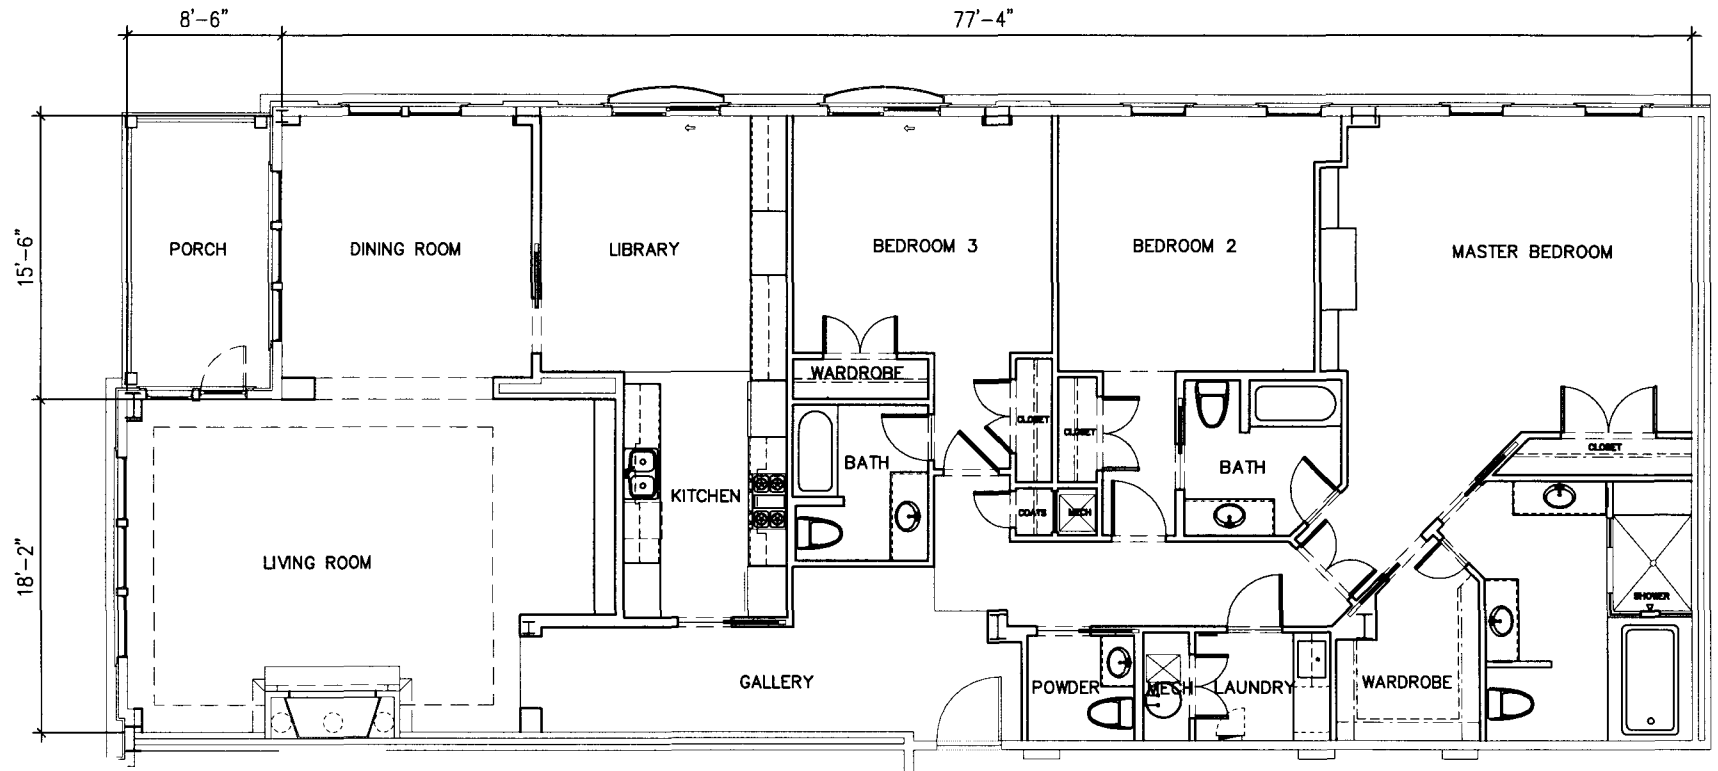 8'-6"
77'-4"
15'-6"
18'-2"
PORCH
DINING ROOM
LIBRARY
BEDROOM 3
BEDROOM 2
MASTER BEDROOM
WARDROBE
CLOSET
CLOSET
CLOSET
BATH
BATH
KITCHEN
COATS
MECH
LIVING ROOM
SHOWER
GALLERY
POWDER
MECH
LAUNDRY
WARDROBE